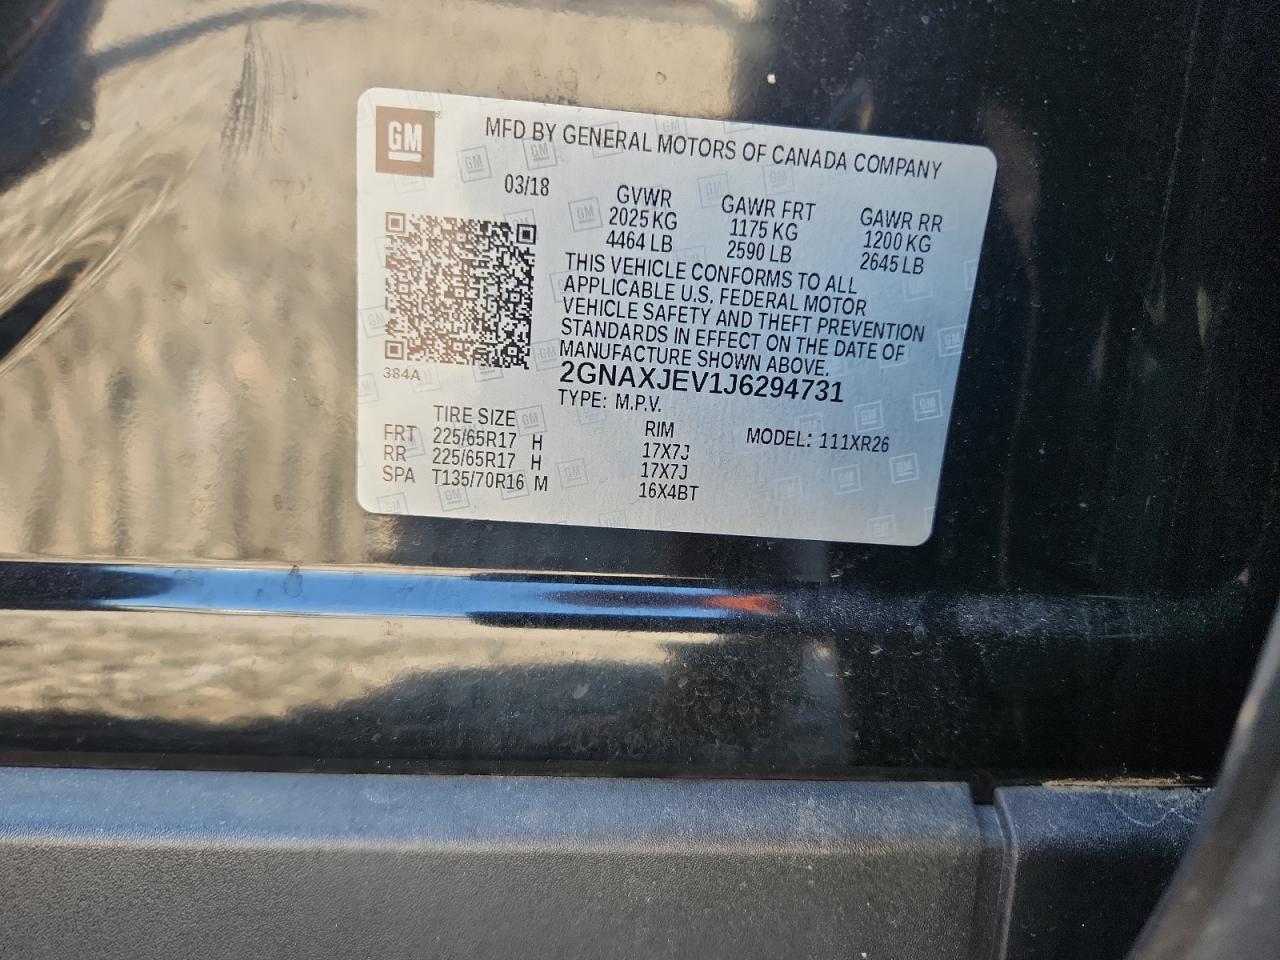 GM
MFD BY GENERAL MOTORS OF CANADA COMPANY
03/18 GVWR GAWR FRT GAWR RR
2025 KG 1175 KG 1200 KG
4464 LB 2590 LB 2645 LB
THIS VEHICLE CONFORMS TO ALL
APPLICABLE U.S. FEDERAL MOTOR
VEHICLE SAFETY AND THEFT PREVENTION
STANDARDS IN EFFECT ON THE DATE OF
MANUFACTURE SHOWN ABOVE.
384A
2GNAXJEV1J6294731
TYPE: M.P.V.
TIRE SIZE RIM MODEL: 111XR26
FRT 225/65R17 H 17X7J
RR 225/65R17 H 17X7J
SPA T135/70R16 M 16X4BT